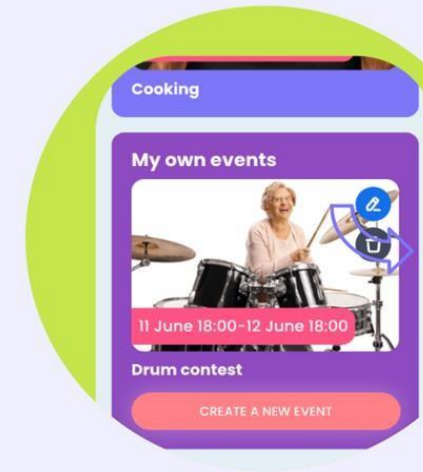 Cooking
My own events
11 June 18:00-12 June 18:00
Drum contest
CREATE A NEW EVENT